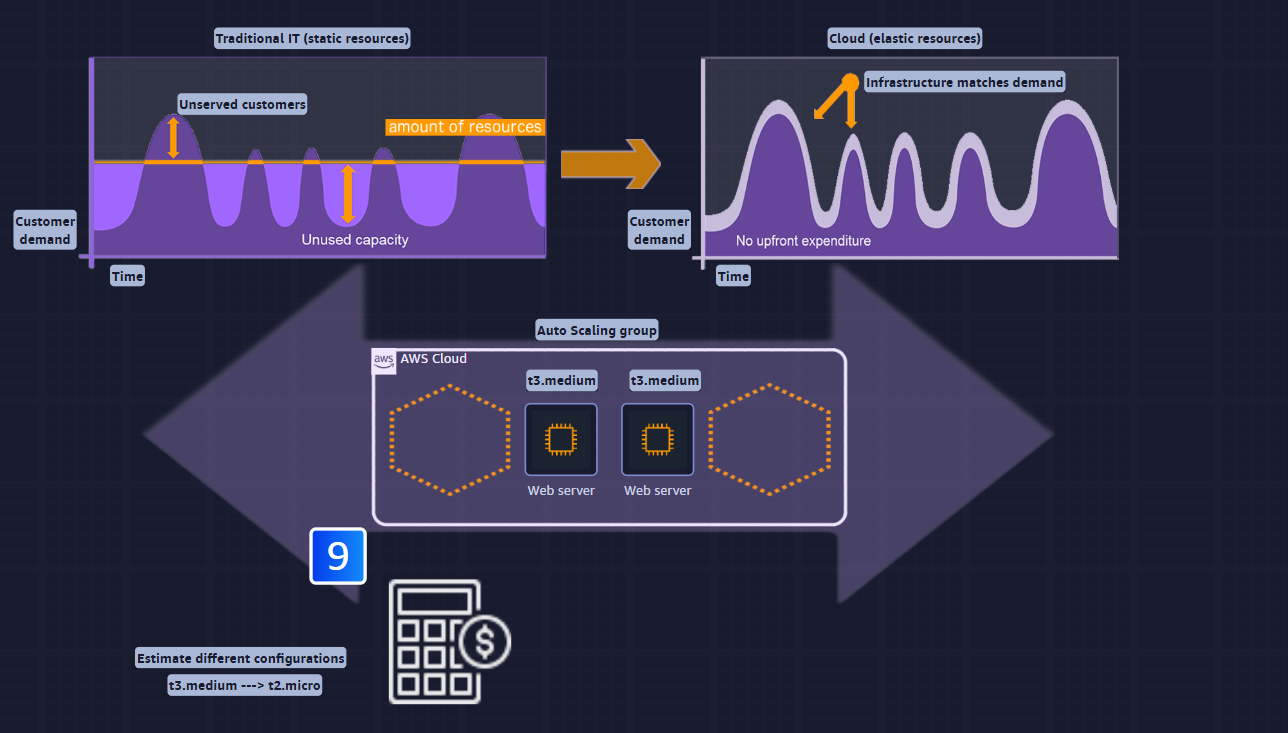 Traditional IT (static resources)
Unserved customers
amount of resources
Customer
demand
Unused capacity
Time
Cloud (elastic resources)
Infrastructure matches demand
Customer
demand
No upfront expenditure
Time
Auto Scaling group
aws
AWS Cloud
t3.medium
t3.medium
Web server
Web server
9
$
Estimate different configurations
t3.medium ---> t2.micro